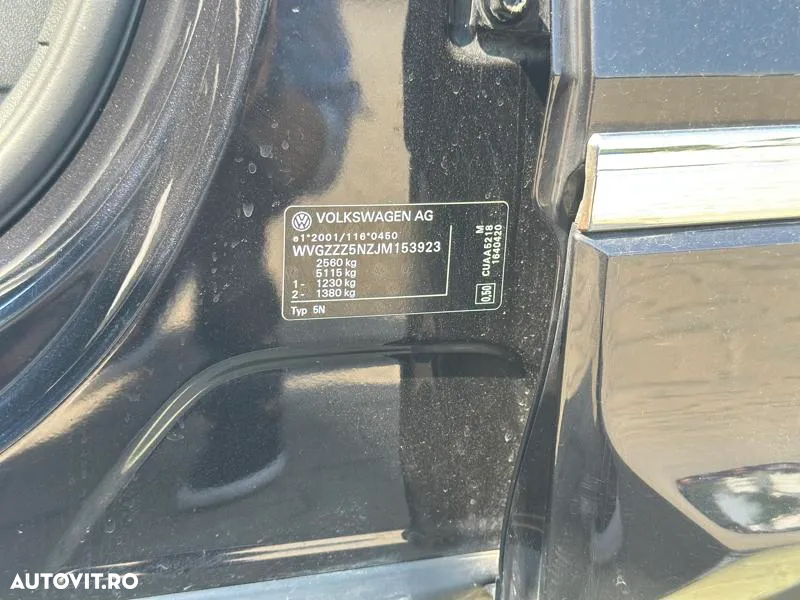 VOLKSWAGEN AG
e1*2001/116*0450
WVGZZZ5NZJM153923
2560 kg
5115 kg
1- 1230 kg
2- 1380 kg
Typ 5N
M
CUAA5218
1640420
0,50
AUTOVIT.RO